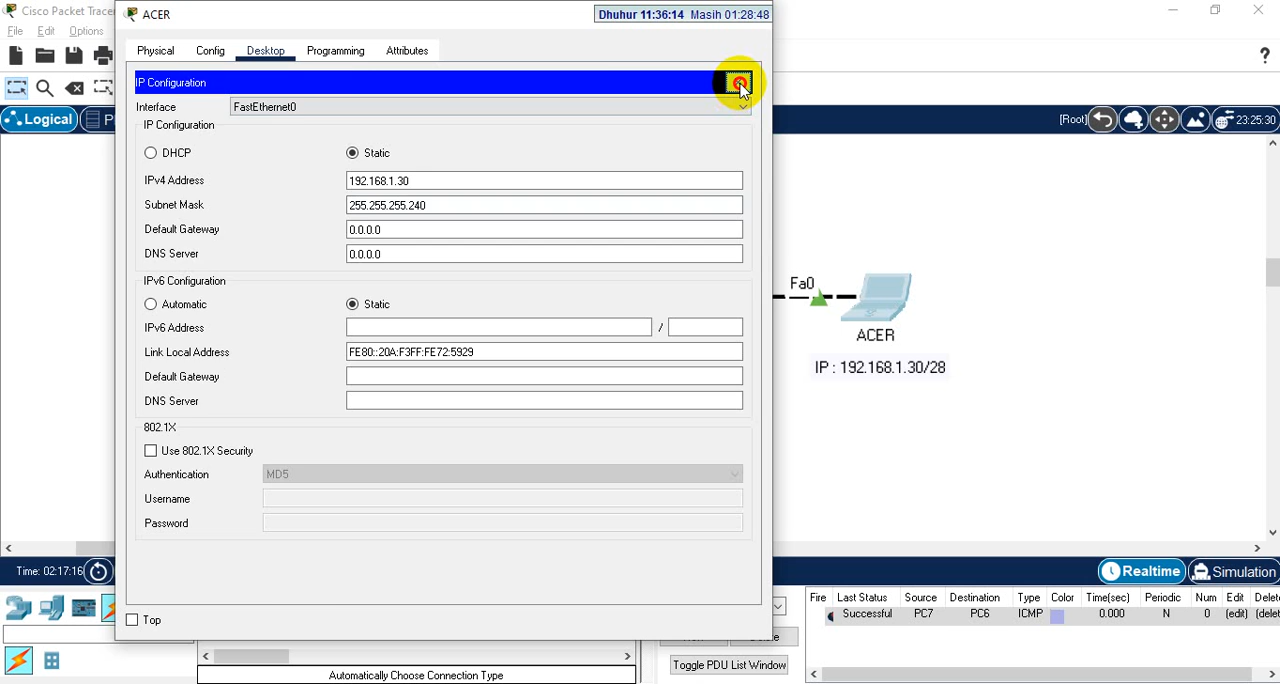 Cisco Packet Tracer
ACER
Dhuhur 11:36:14 Masih 01:28:48
File Edit Options
Physical Config Desktop Programming Attributes
?
IP Configuration
Interface FastEthernet0
Logical
[Root] 23:25:30
IP Configuration
DHCP Static
IPv4 Address 192.168.1.30
Subnet Mask 255.255.255.240
Default Gateway 0.0.0.0
DNS Server 0.0.0.0
IPv6 Configuration
Automatic Static
IPv6 Address /
Link Local Address FE80::20A:F3FF:FE72:5929
Default Gateway
DNS Server
Fa0
ACER
IP : 192.168.1.30/28
802.1X
Use 802.1X Security
Authentication MD5
Username
Password
Time: 02:17:16
Realtime Simulation
Top
Fire Last Status Source Destination Type Color Time(sec) Periodic Num Edit Delete
Successful PC7 PC6 ICMP 0.000 N 0 (edit) (delet
Toggle PDU List Window
Automatically Choose Connection Type